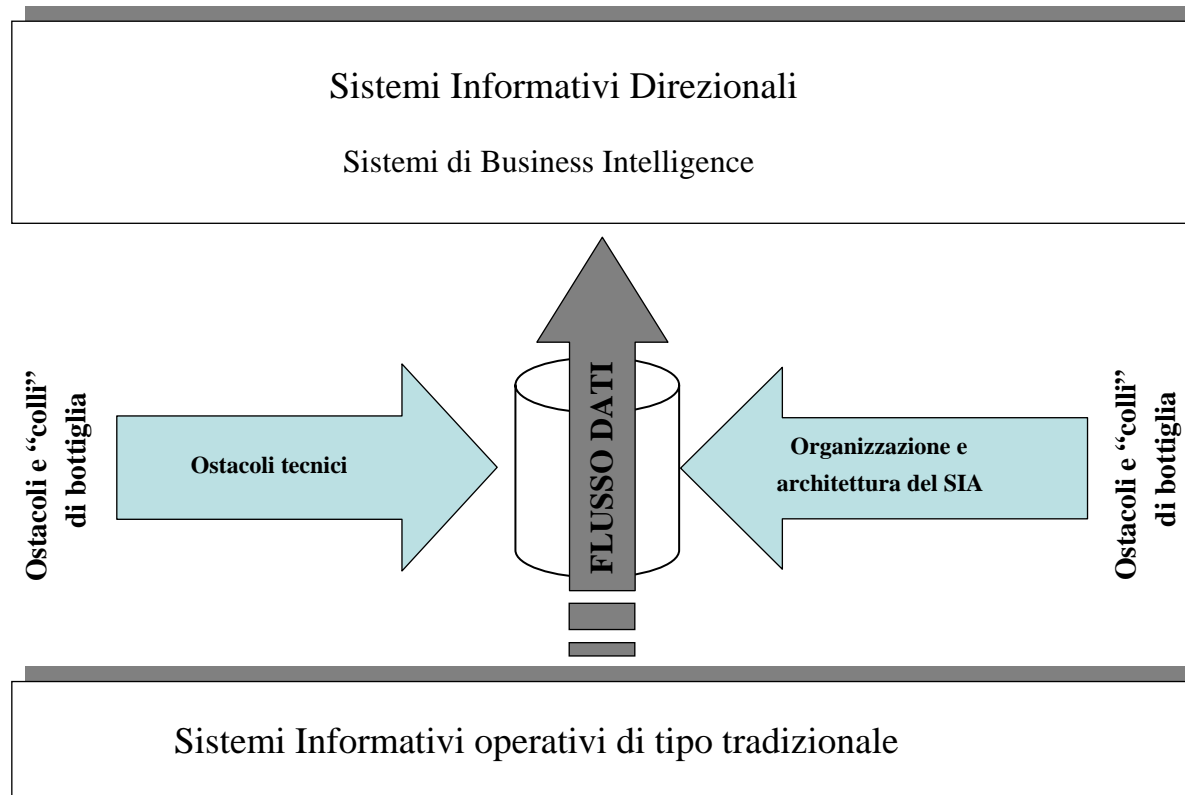 Sistemi Informativi Direzionali
Sistemi di Business Intelligence
Ostacoli e “colli”
di bottiglia
Ostacoli tecnici
FLUSSO DATI
Organizzazione e
architettura del SIA
Ostacoli e “colli”
di bottiglia
Sistemi Informativi operativi di tipo tradizionale